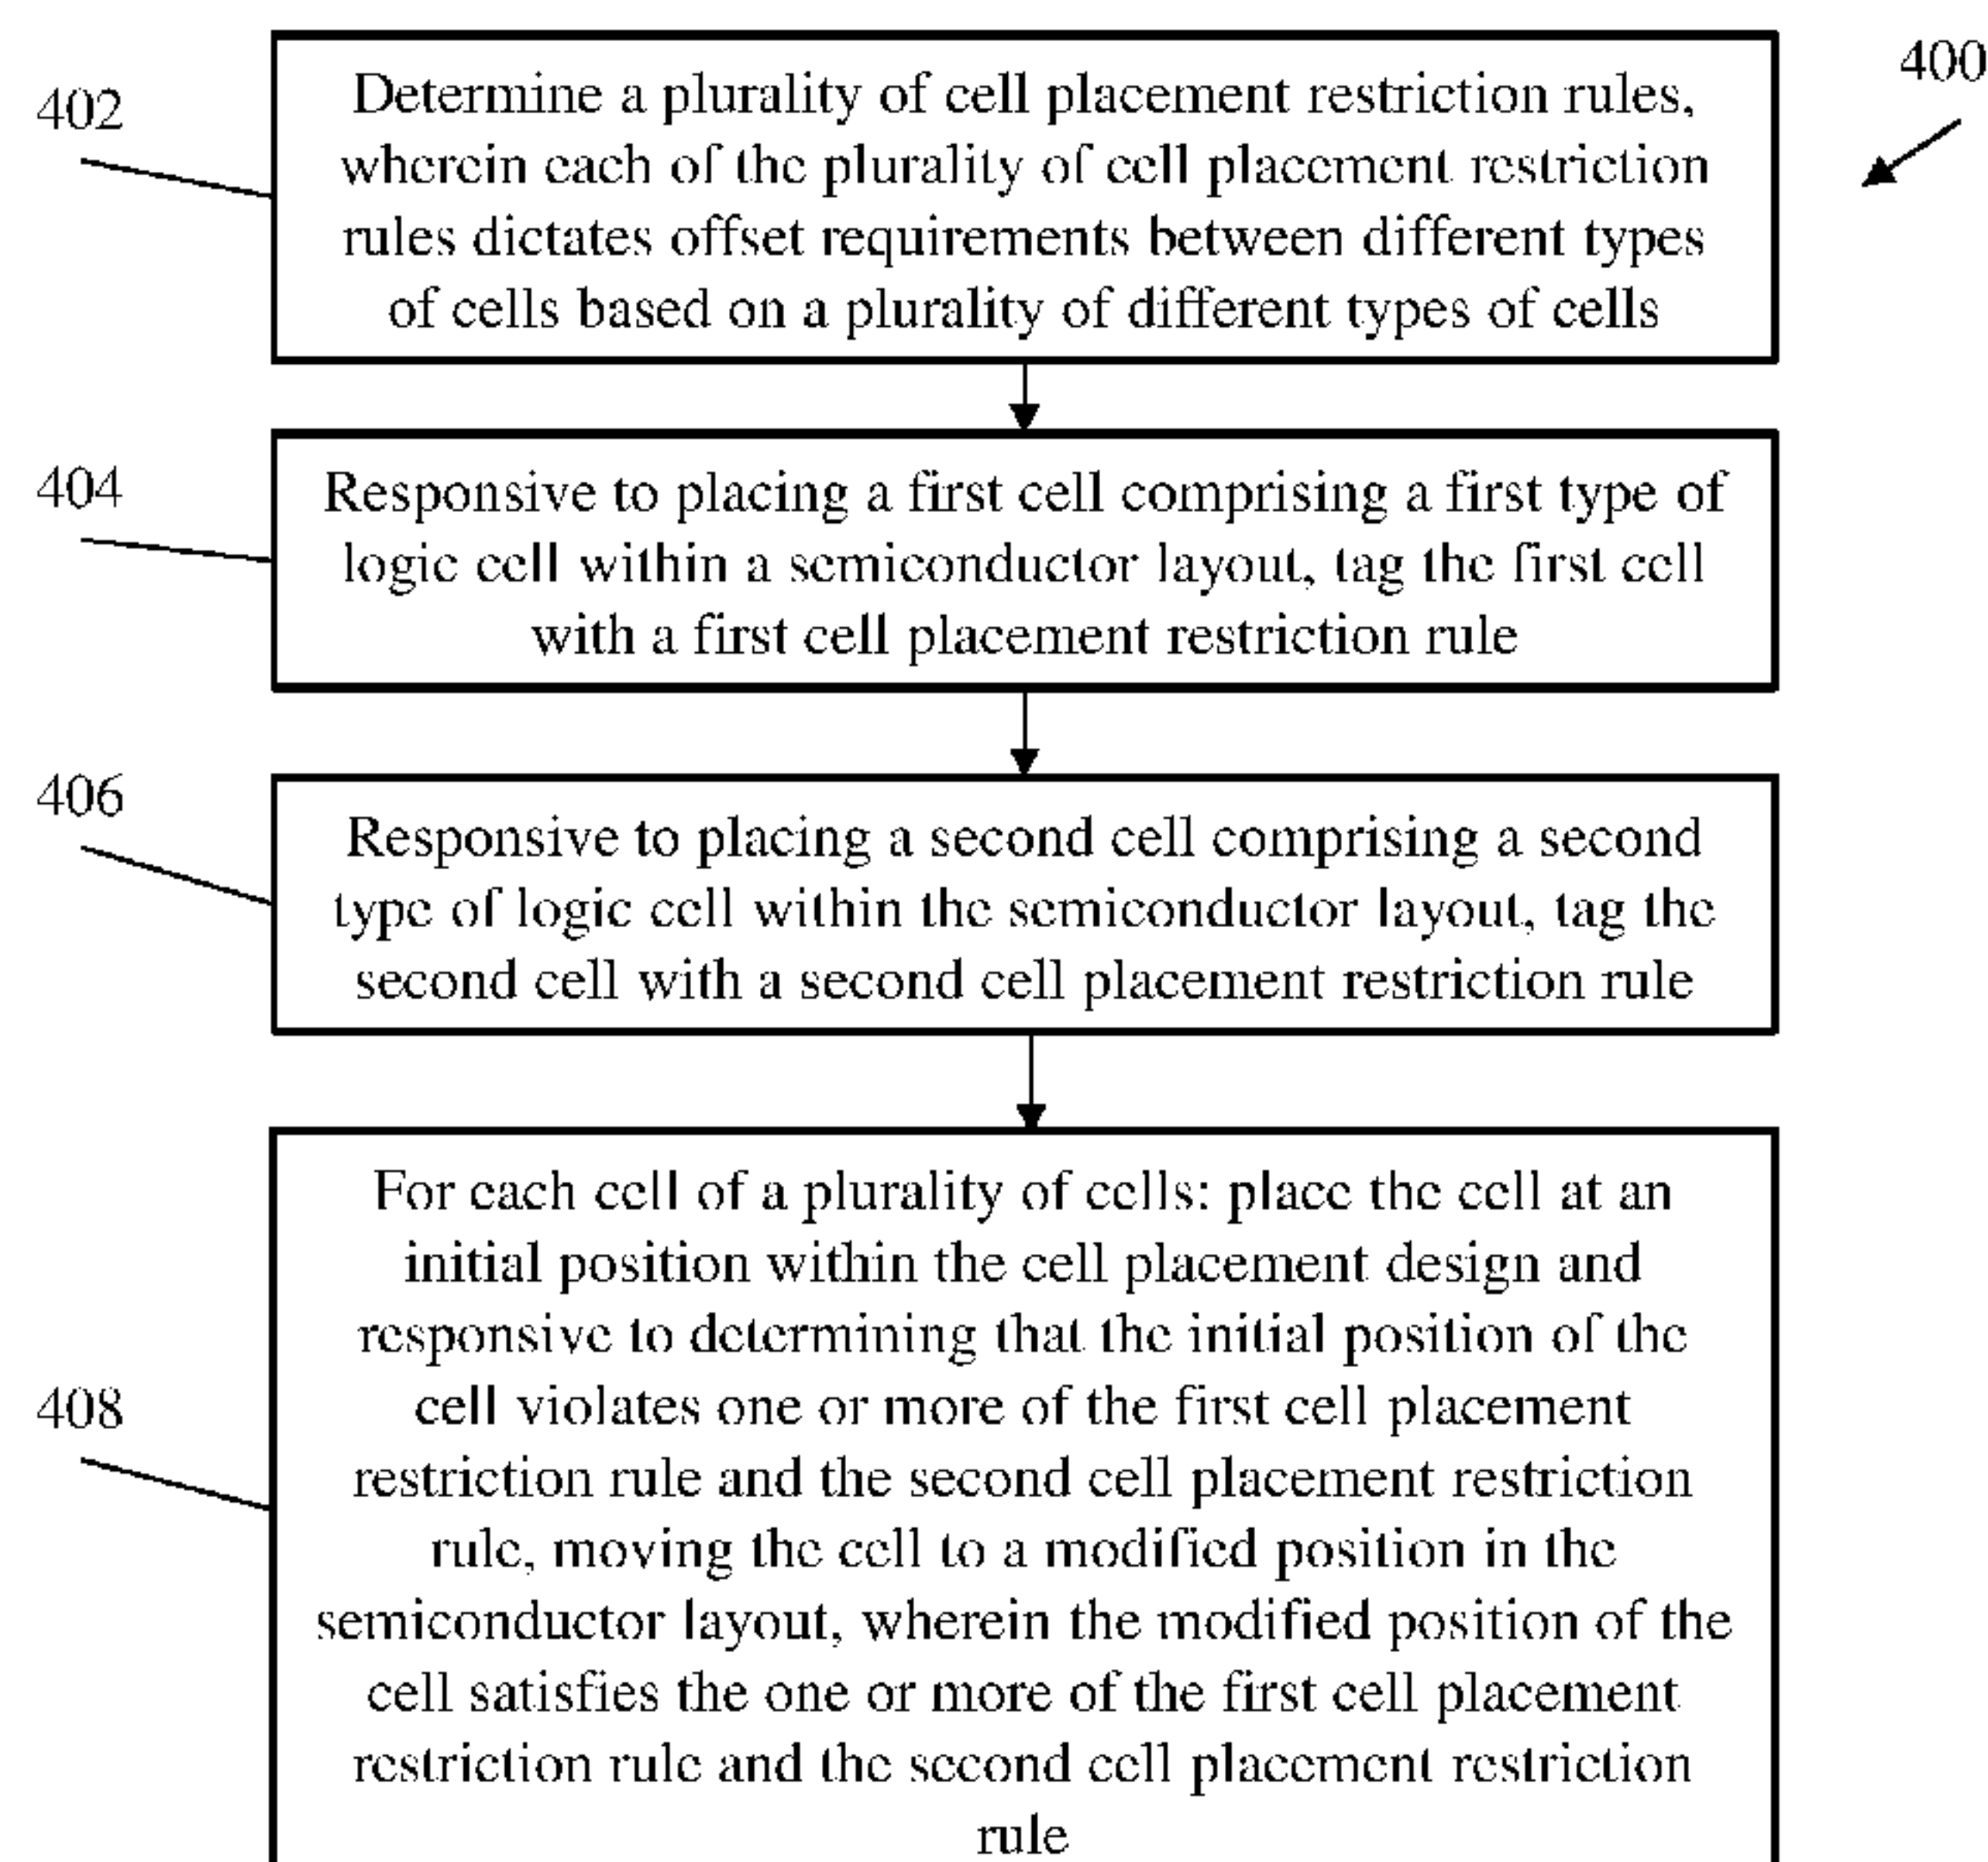 400
402
Determine a plurality of cell placement restriction rules,
wherein each of the plurality of cell placement restriction
rules dictates offset requirements between different types
of cells based on a plurality of different types of cells
404
Responsive to placing a first cell comprising a first type of
logic cell within a semiconductor layout, tag the first cell
with a first cell placement restriction rule
406
Responsive to placing a second cell comprising a second
type of logic cell within the semiconductor layout, tag the
second cell with a second cell placement restriction rule
408
For each cell of a plurality of cells: place the cell at an
initial position within the cell placement design and
responsive to determining that the initial position of the
cell violates one or more of the first cell placement
restriction rule and the second cell placement restriction
rule, moving the cell to a modified position in the
semiconductor layout, wherein the modified position of the
cell satisfies the one or more of the first cell placement
restriction rule and the second cell placement restriction
rule